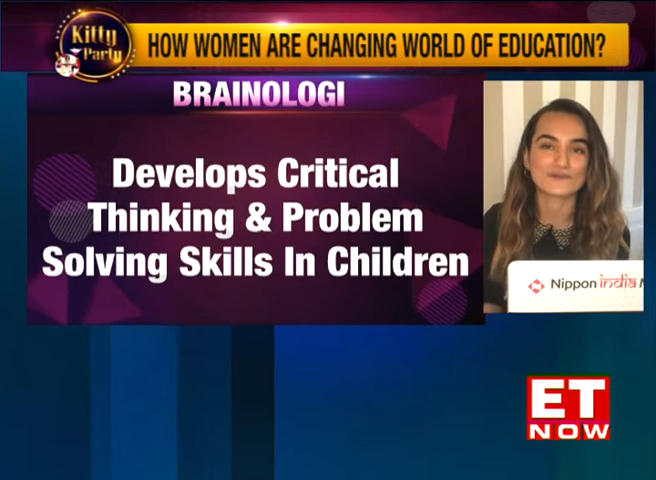 Kitty
Party
HOW WOMEN ARE CHANGING WORLD OF EDUCATION?
BRAINOLOGI
Develops Critical
Thinking & Problem
Solving Skills In Children
Nippon india M
ET
NOW